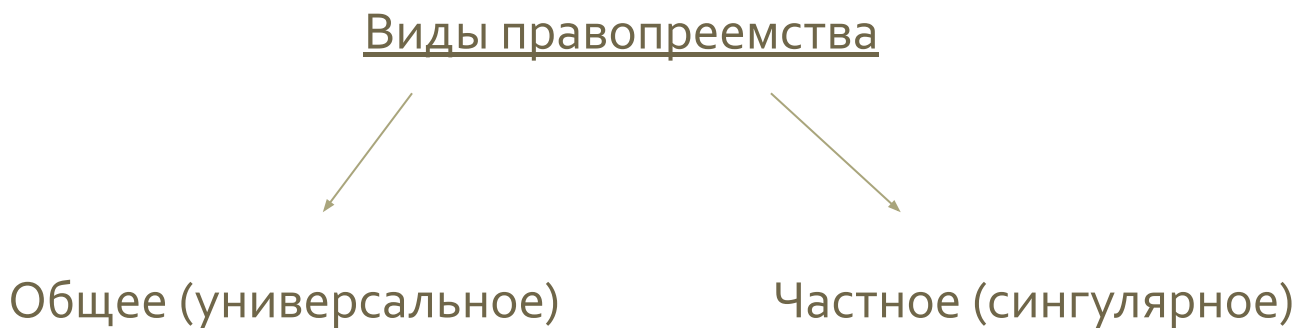 Виды правопреемства
Общее (универсальное)
Частное (сингулярное)